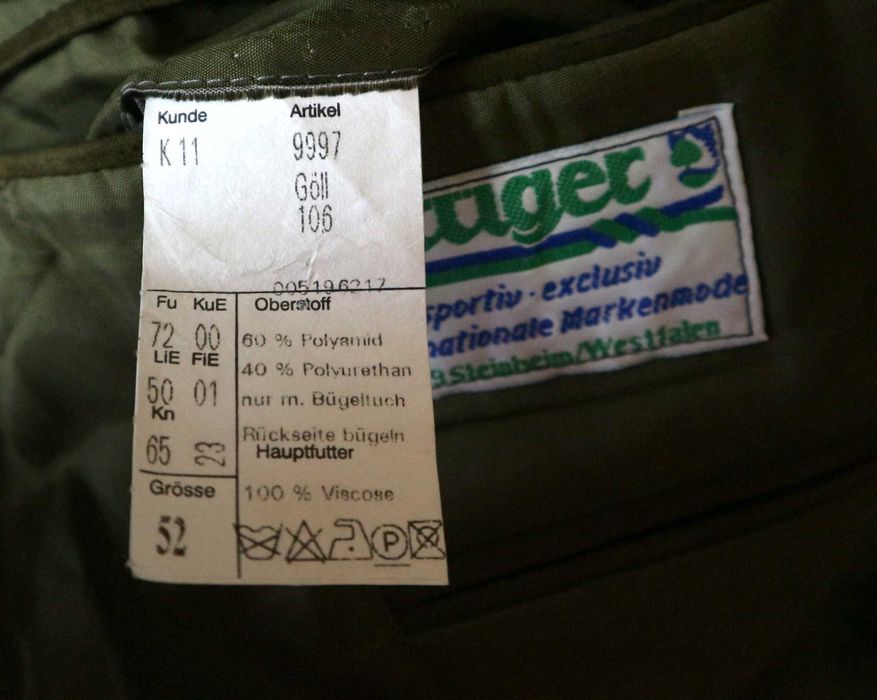 Kunde Artikel
K 11 9997
Göll
106
005196217
Fu KuE Oberstoff
72 00 60 % Polyamid
LiE FiE 40 % Polyurethan
50 01 nur m. Bügeltuch
Kn Rückseite bügeln
65 23 Hauptfutter
Grösse 100 % Viscose
52
P
sportiv · exclusiv
nationale Markenmode
9 Steinheim/Westfalen